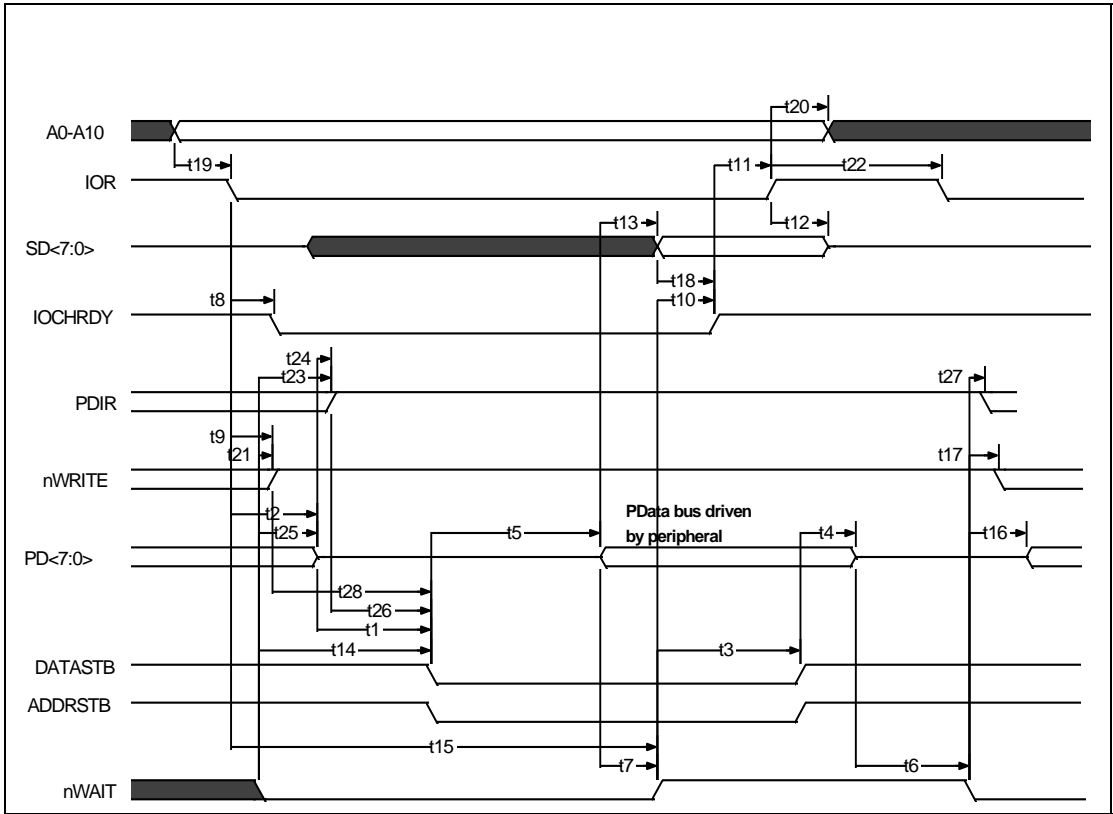 t20
A0-A10
t19
t11
t22
IOR
t13
t12
SD<7:0>
t18
t8
t10
IOCHRDY
t24
t23
t27
PDIR
t9
t21
t17
nWRITE
t2
PData bus driven
t25
t5
by peripheral
t4
t16
PD<7:0>
t28
t26
t1
t14
t3
DATASTB
ADDRSTB
t15
t7
t6
nWAIT